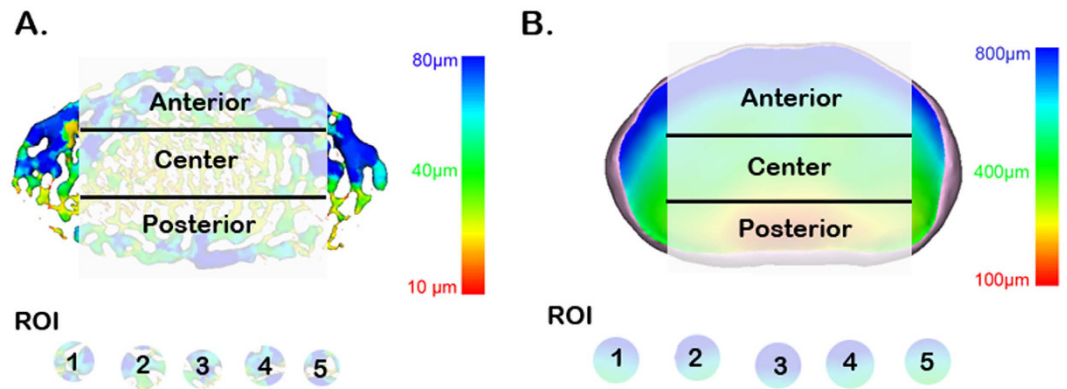 A.
80µm
Anterior
Center
40µm
Posterior
10 µm
ROI
1 2 3 4 5
B.
800µm
Anterior
Center
400µm
Posterior
100µm
ROI
1 2 3 4 5